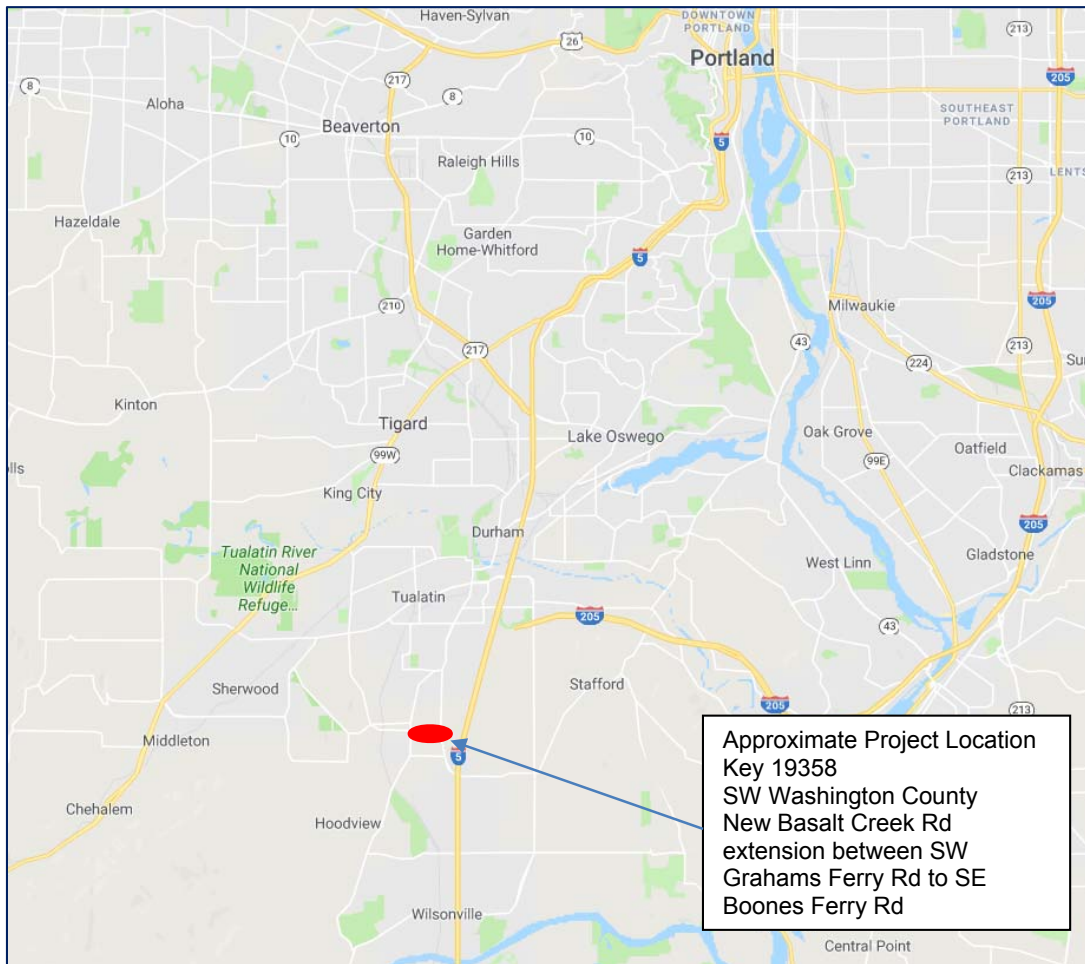 Haven-Sylvan
DOWNTOWN
PORTLAND
213
26
Portland
217
205
8
8
Aloha
SOUTHEAST
PORTLAND
Beaverton
10
10
5
Raleigh Hills
213
LENTS
Hazeldale
Garden
Home-Whitford
5
205
210
Milwaukie
43
213
217
224
Kinton
Tigard
Lake Oswego
Oak Grove
99W
Oatfield
99E
Clackamas
King City
205
Durham
Tualatin River
National
Wildlife
Refuge...
West Linn
Gladstone
Tualatin
205
43
Stafford
Sherwood
205
213
Middleton
5
Chehalem
Hoodview
Wilsonville
Central Point
Approximate Project Location
Key 19358
SW Washington County
New Basalt Creek Rd
extension between SW
Grahams Ferry Rd to SE
Boones Ferry Rd